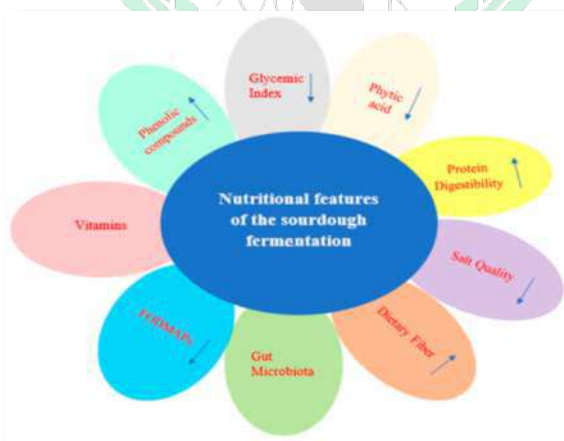 Glycemic
Index
Phytic
acid
Protein
Digestibility
Salt Quality
Dietary Fiber
Gut
Microbiota
FODMAPs
Vitamins
Phenolic
compounds
Nutritional features
of the sourdough
fermentation